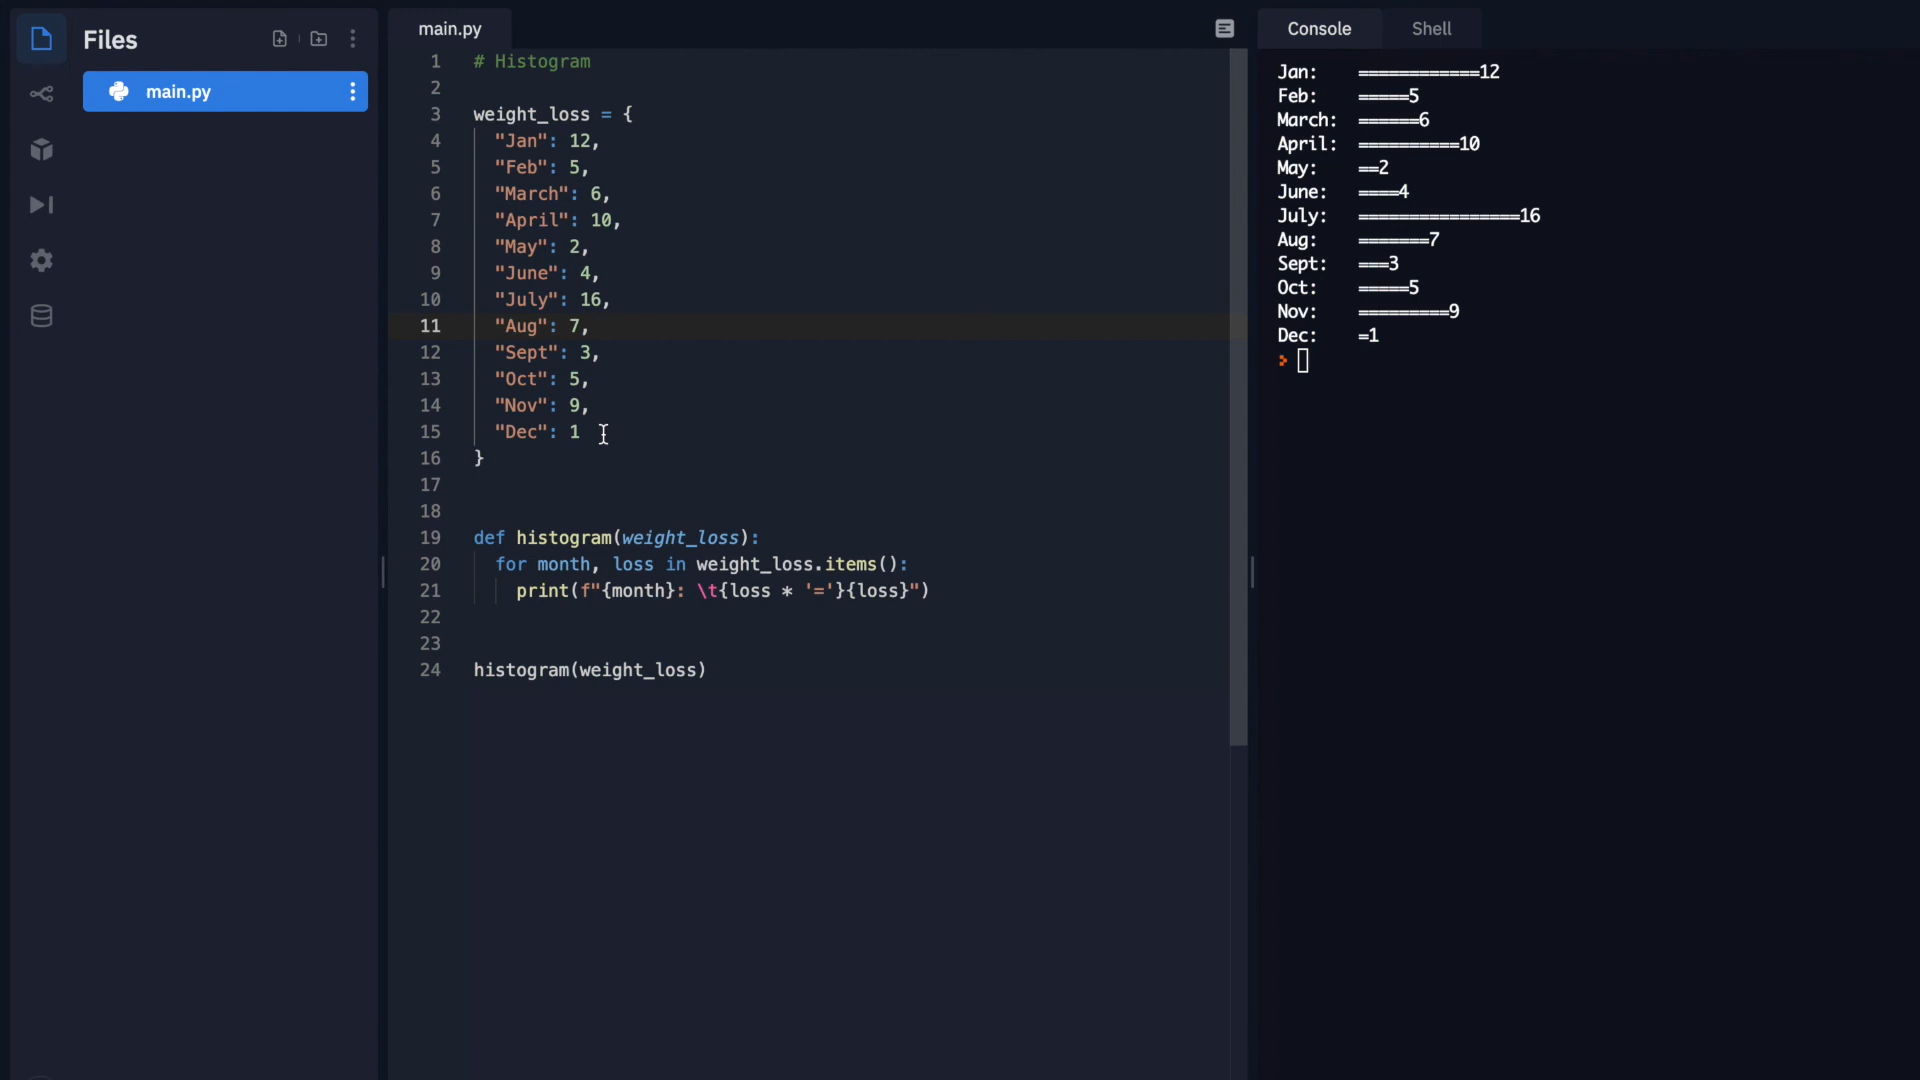 Files
main.py
main.py
1 # Histogram
2
3 weight_loss = {
4 "Jan": 12,
5 "Feb": 5,
6 "March": 6,
7 "April": 10,
8 "May": 2,
9 "June": 4,
10 "July": 16,
11 "Aug": 7,
12 "Sept": 3,
13 "Oct": 5,
14 "Nov": 9,
15 "Dec": 1
16 }
17
18
19 def histogram(weight_loss):
20 for month, loss in weight_loss.items():
21 print(f"{month}: \t{loss * '='}{loss}")
22
23
24 histogram(weight_loss)
Console Shell
Jan: ============12
Feb: =====5
March: ======6
April: ==========10
May: ==2
June: ====4
July: ================16
Aug: =======7
Sept: ===3
Oct: =====5
Nov: =========9
Dec: =1